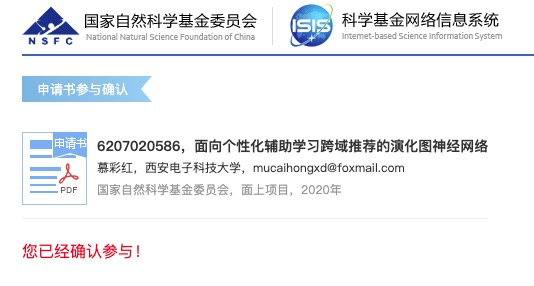 国家自然科学基金委员会
National Natural Science Foundation of China
NSFC
ISIS
科学基金网络信息系统
Internet-based Science Information System
申请书参与确认
申请书
PDF
6207020586，面向个性化辅助学习跨域推荐的演化图神经网络
慕彩红，西安电子科技大学，mucaihongxd@foxmail.com
国家自然科学基金委员会，面上项目，2020年
您已经确认参与！